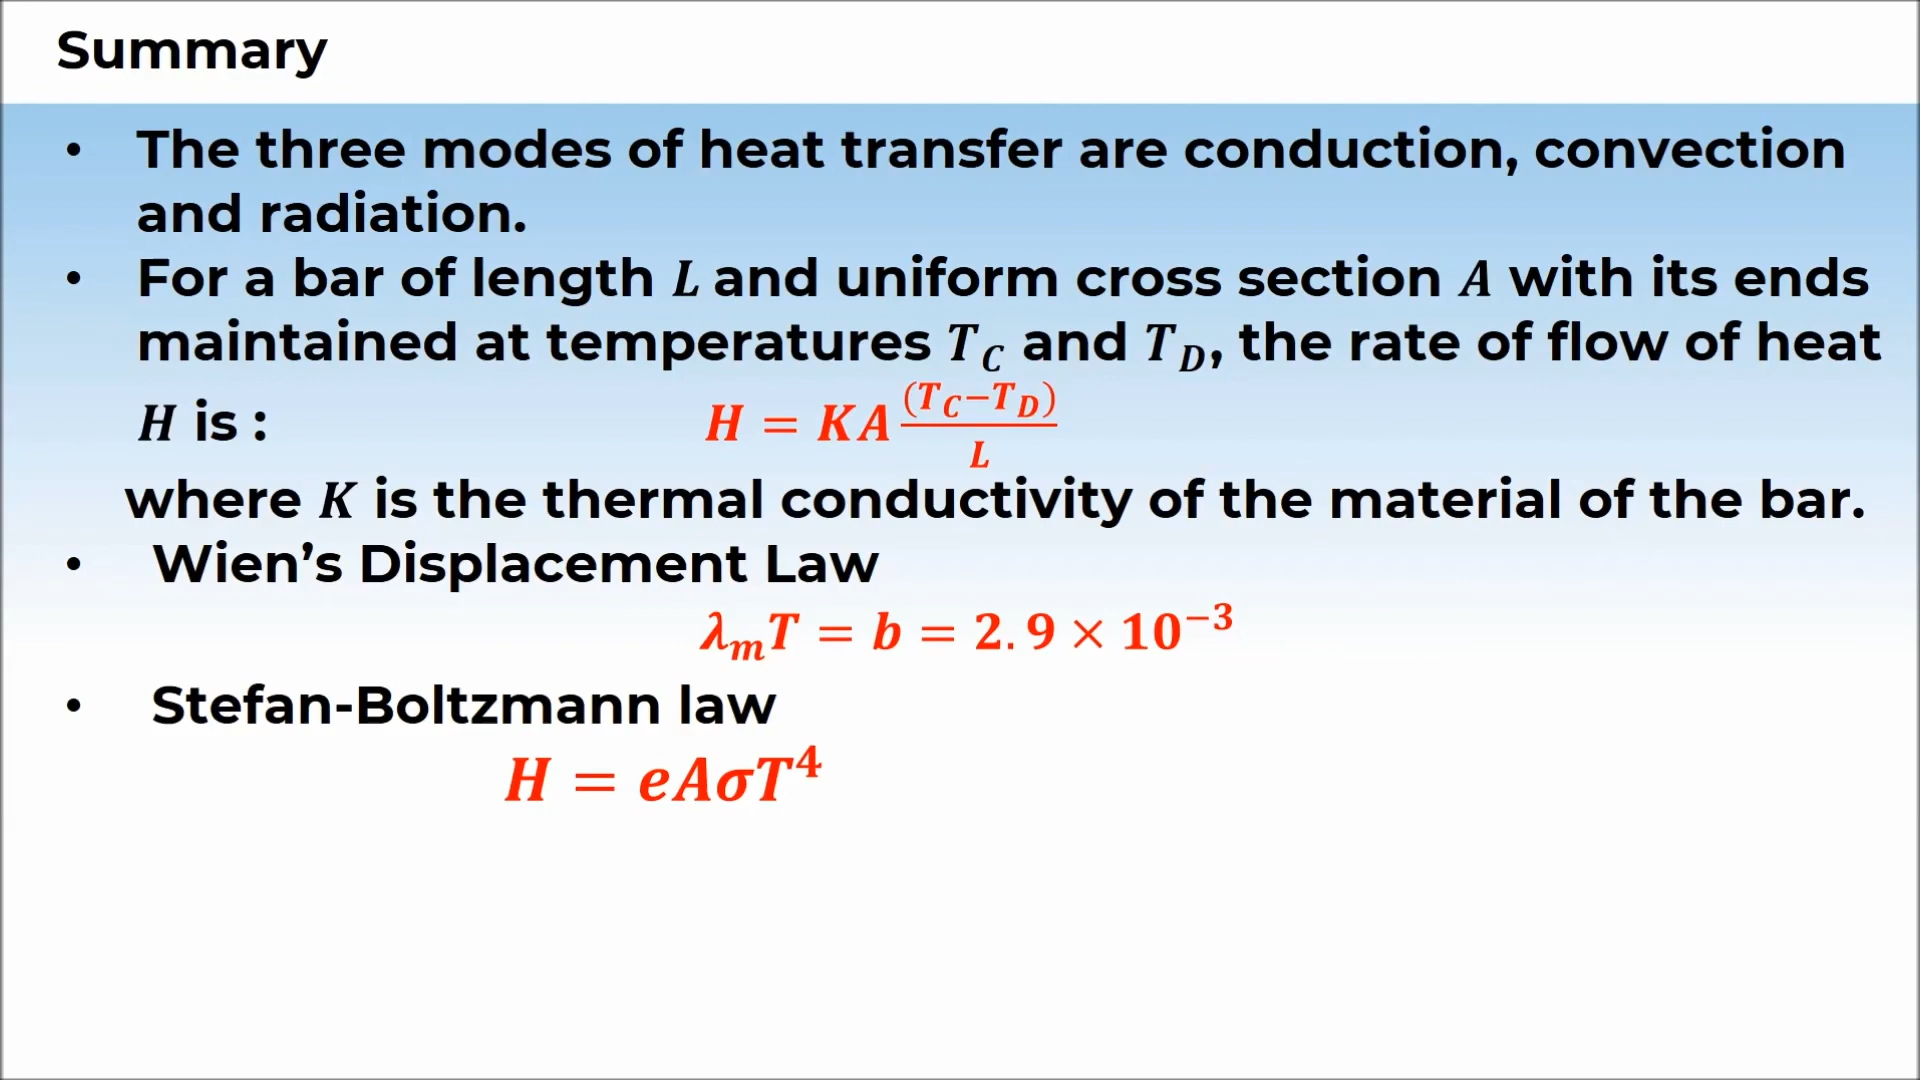 Summary
• The three modes of heat transfer are conduction, convection
and radiation.
• For a bar of length L and uniform cross section A with its ends
maintained at temperatures T_C and T_D, the rate of flow of heat
H is : H = KA (T_C−T_D)/L
where K is the thermal conductivity of the material of the bar.
• Wien’s Displacement Law
λ_m T = b = 2.9 × 10^−3
• Stefan-Boltzmann law
H = eAσT^4